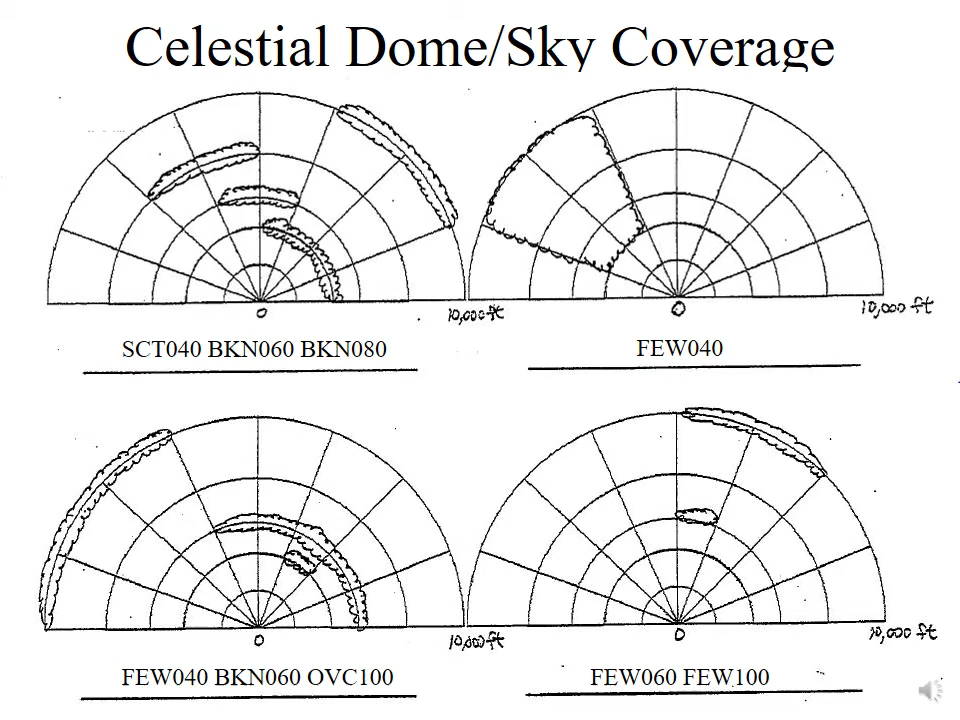 Celestial Dome/Sky Coverage
0
10,000 ft
SCT040 BKN060 BKN080
0
10,000 ft
FEW040
0
10,000 ft
FEW040 BKN060 OVC100
0
10,000 ft
FEW060 FEW100